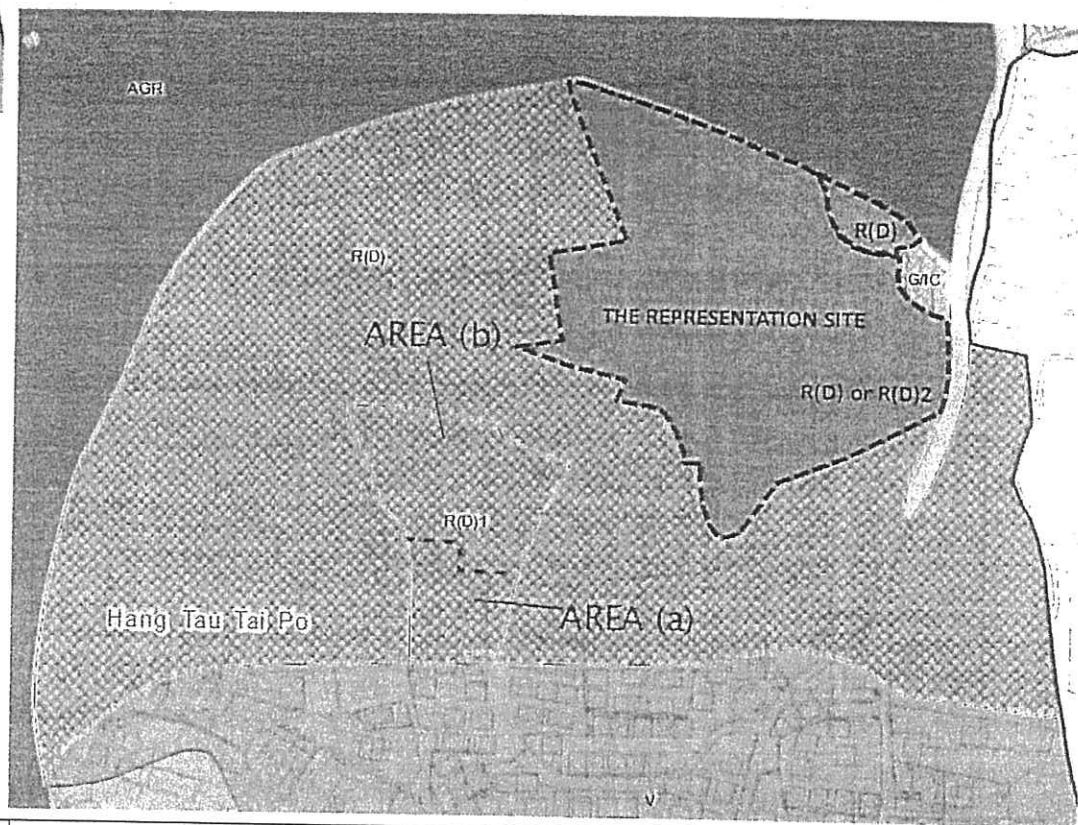 AGR
R(D)
G/IC
R(D)
AREA (b)
THE REPRESENTATION SITE
R(D) or R(D)2
R(D)1
Hang Tau Tai Po
AREA (a)
V